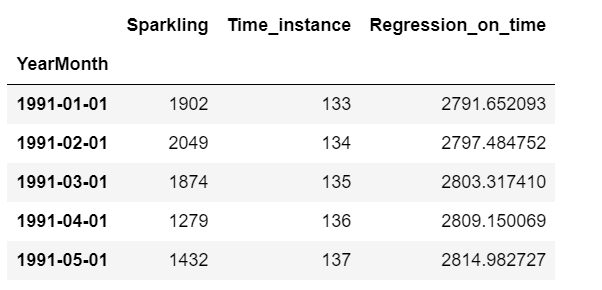 Sparkling Time_instance Regression_on_time
YearMonth
1991-01-01 1902 133 2791.652093
1991-02-01 2049 134 2797.484752
1991-03-01 1874 135 2803.317410
1991-04-01 1279 136 2809.150069
1991-05-01 1432 137 2814.982727